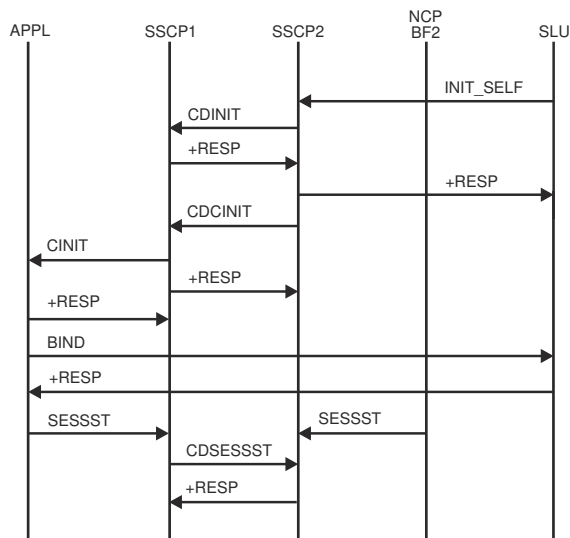 APPL SSCP1 SSCP2 NCP BF2 SLU
INIT_SELF
CDINIT
+RESP
+RESP
CDCINIT
CINIT
+RESP
+RESP
BIND
+RESP
SESSST SESSST
CDSESSST
+RESP